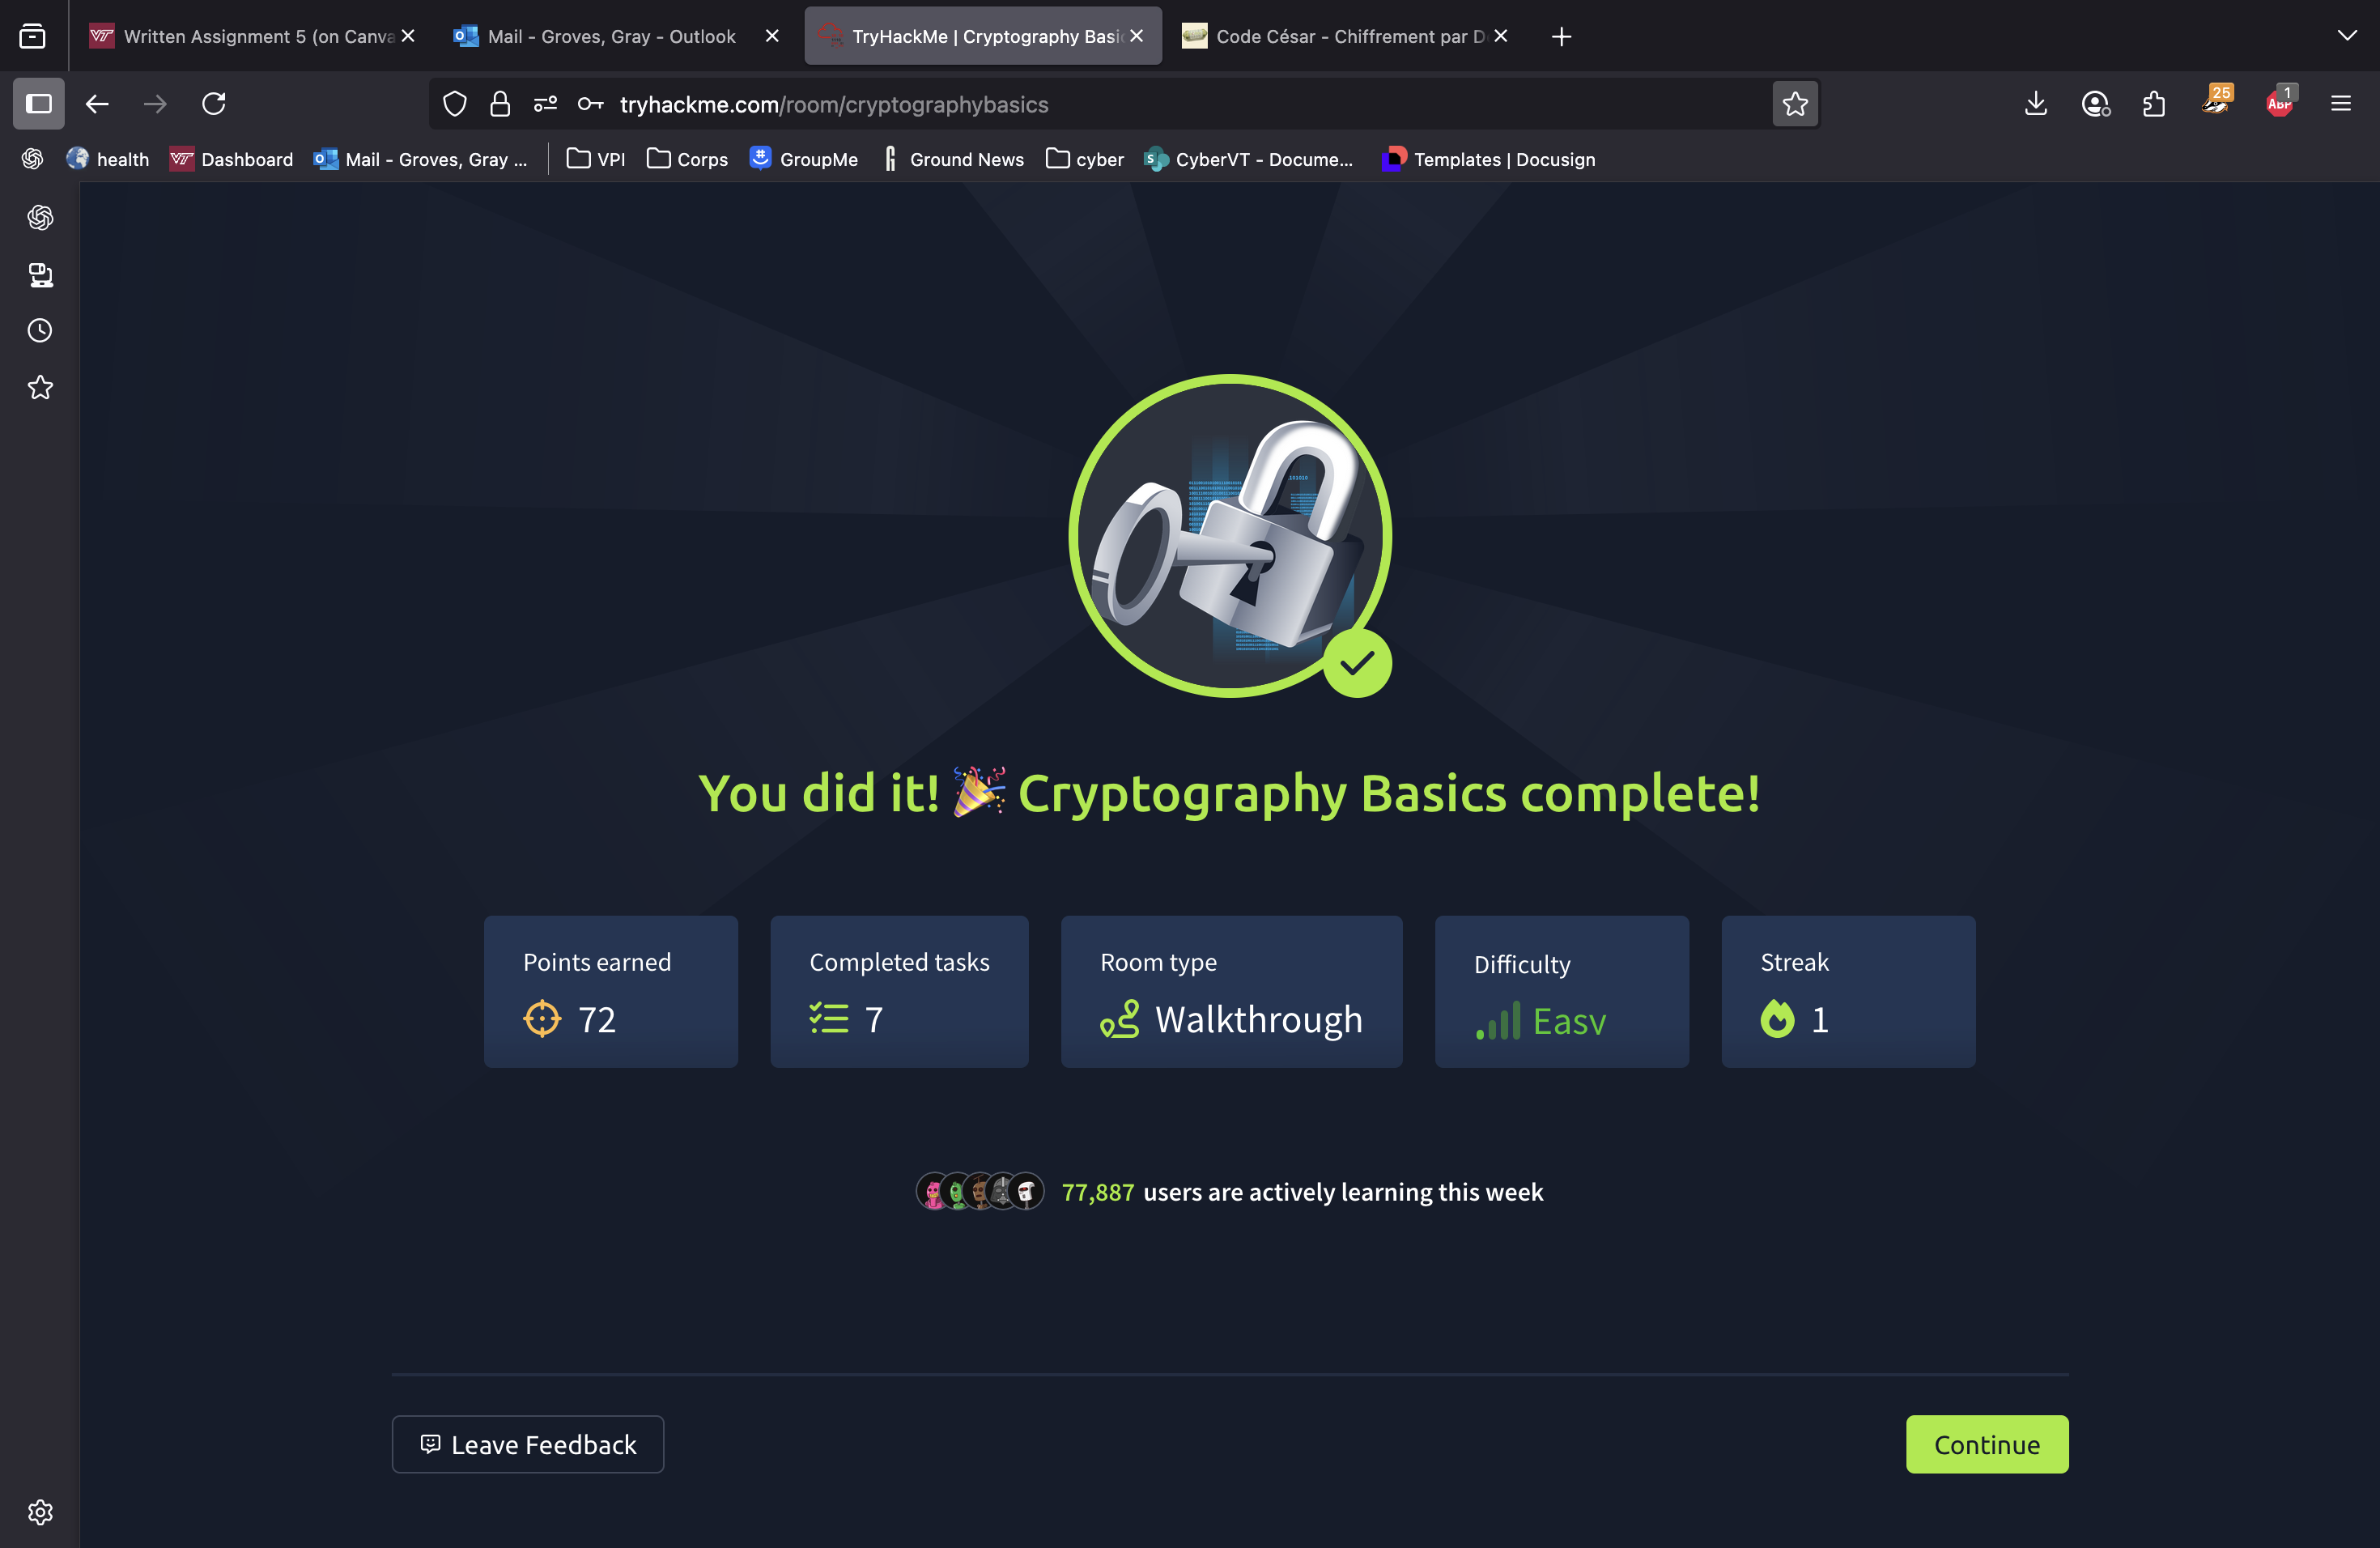 Written Assignment 5 (on Canva
Mail - Groves, Gray - Outlook
TryHackMe | Cryptography Basic
Code César - Chiffrement par D
tryhackme.com/room/cryptographybasics
25
ABP
1
health
Dashboard
Mail - Groves, Gray ...
VPI
Corps
GroupMe
Ground News
cyber
CyberVT - Docume...
Templates | Docusign
You did it! 🎉 Cryptography Basics complete!
Points earned
72
Completed tasks
7
Room type
Walkthrough
Difficulty
Easy
Streak
1
77,887 users are actively learning this week
Leave Feedback
Continue